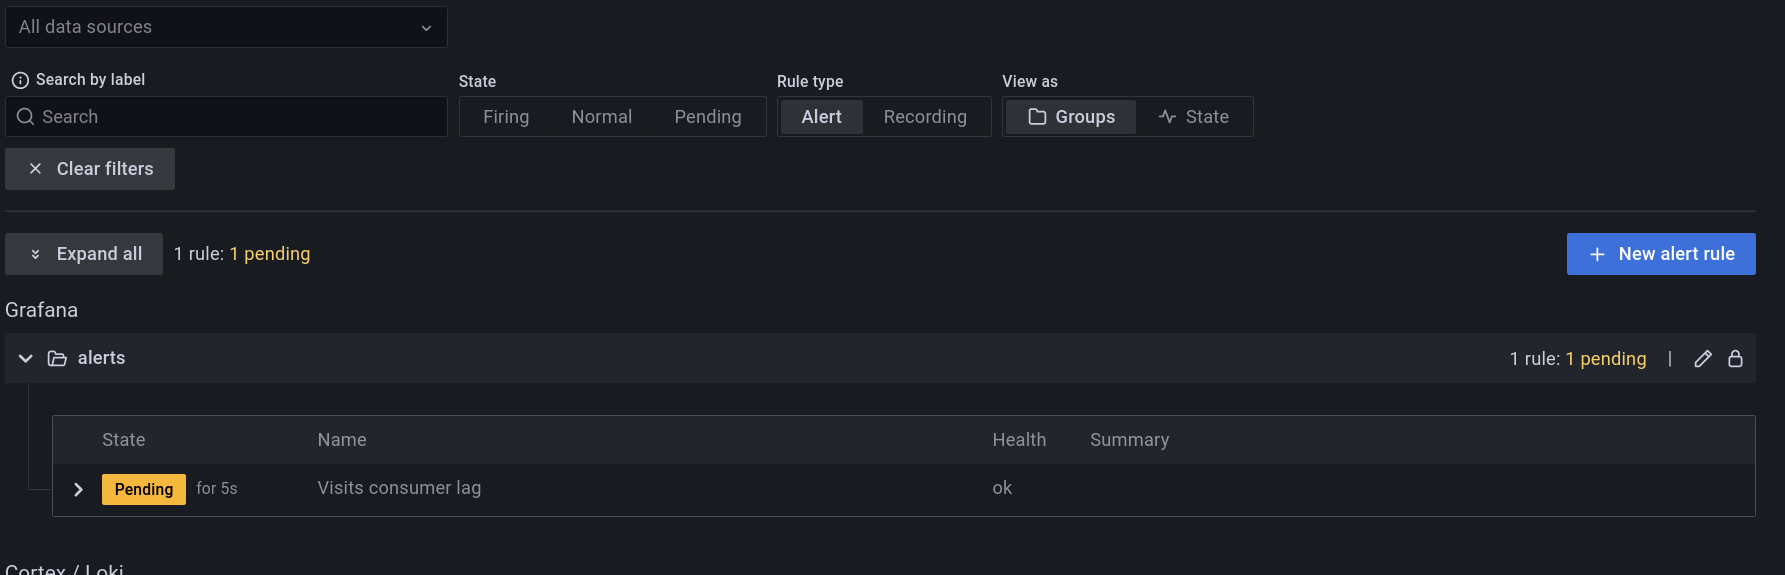 All data sources
Search by label
State
Rule type
View as
Search
Firing Normal Pending
Alert Recording
Groups State
Clear filters
Expand all 1 rule: 1 pending
New alert rule
Grafana
alerts 1 rule: 1 pending |
State Name Health Summary
Pending for 5s Visits consumer lag ok
Cortex / Loki